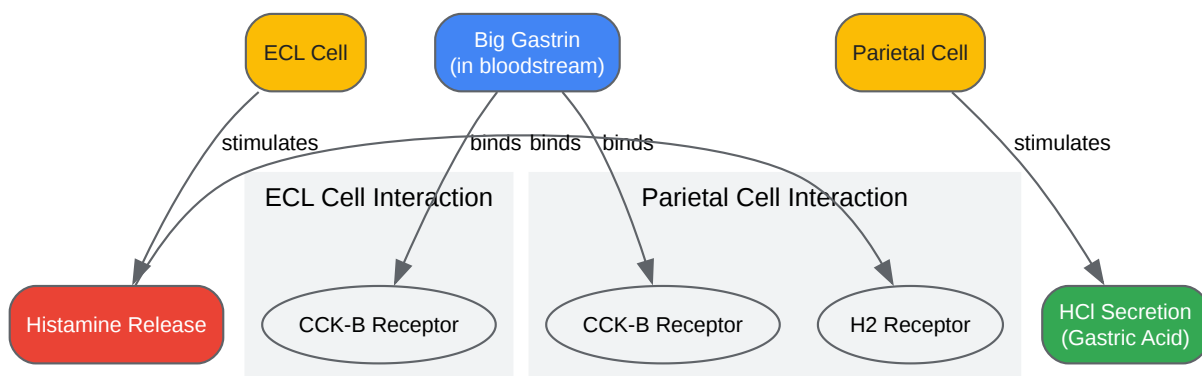 ECL Cell
Big Gastrin
(in bloodstream)
Parietal Cell
stimulates
binds
binds
binds
stimulates
ECL Cell Interaction
Parietal Cell Interaction
Histamine Release
CCK-B Receptor
CCK-B Receptor
H2 Receptor
HCl Secretion
(Gastric Acid)